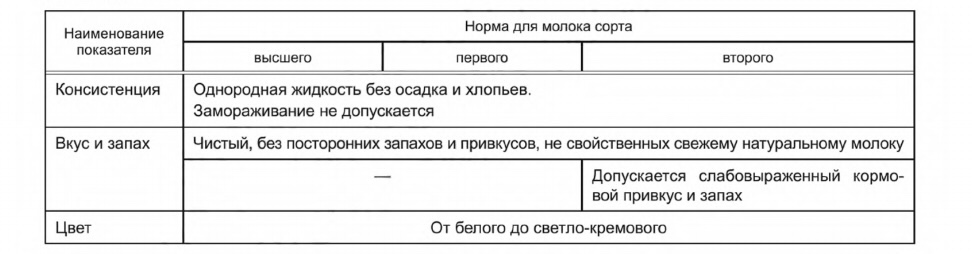 Наименование показателя
Норма для молока сорта
высшего первого второго
Консистенция
Однородная жидкость без осадка и хлопьев.
Замораживание не допускается
Вкус и запах
Чистый, без посторонних запахов и привкусов, не свойственных свежему натуральному молоку
—
Допускается слабовыраженный кормо-
вой привкус и запах
Цвет
От белого до светло-кремового